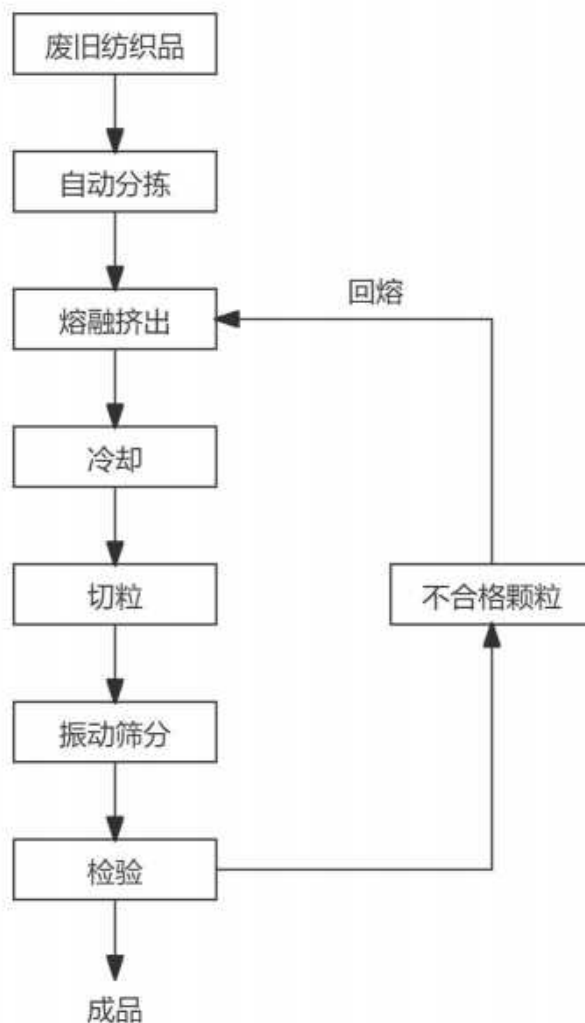 废旧纺织品
自动分拣
熔融挤出
回熔
冷却
切粒
不合格颗粒
振动筛分
检验
成品